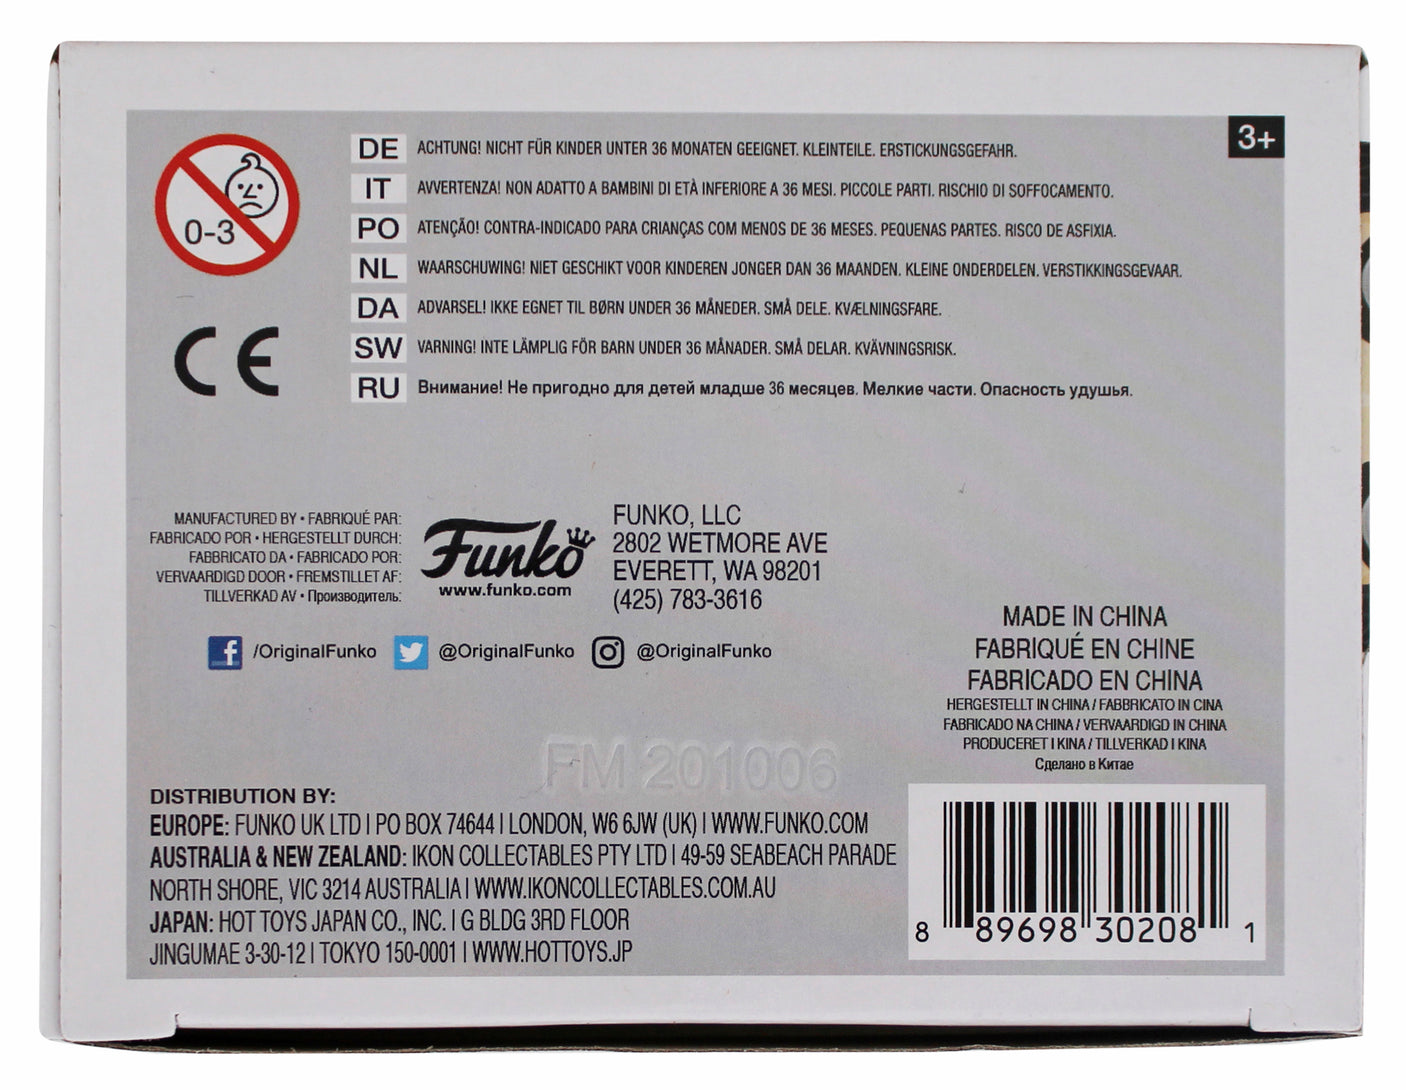 3+
0-3
DE ACHTUNG! NICHT FÜR KINDER UNTER 36 MONATEN GEEIGNET. KLEINTEILE. ERSTICKUNGSGEFAHR.
IT AVVERTENZA! NON ADATTO A BAMBINI DI ETÀ INFERIORE A 36 MESI. PICCOLE PARTI. RISCHIO DI SOFFOCAMENTO.
PO ATENÇÃO! CONTRA-INDICADO PARA CRIANÇAS COM MENOS DE 36 MESES. PEQUENAS PARTES. RISCO DE ASFIXIA.
NL WAARSCHUWING! NIET GESCHIKT VOOR KINDEREN JONGER DAN 36 MAANDEN. KLEINE ONDERDELEN. VERSTIKKINGSGEVAAR.
DA ADVARSEL! IKKE EGNET TIL BØRN UNDER 36 MÅNEDER. SMÅ DELE. KVÆLNINGSFARE.
SW VARNING! INTE LÄMPLIG FÖR BARN UNDER 36 MÅNADER. SMÅ DELAR. KVÄVNINGSRISK.
RU Внимание! Не пригодно для детей младше 36 месяцев. Мелкие части. Опасность удушья.
CE
MANUFACTURED BY • FABRIQUÉ PAR:
FABRICADO POR • HERGESTELLT DURCH:
FABBRICATO DA • FABRICADO POR:
VERVAARDIGD DOOR • FREMSTILLET AF:
TILLVERKAD AV • Производитель:
Funko
www.funko.com
FUNKO, LLC
2802 WETMORE AVE
EVERETT, WA 98201
(425) 783-3616
/OriginalFunko @OriginalFunko @OriginalFunko
MADE IN CHINA
FABRIQUÉ EN CHINE
FABRICADO EN CHINA
HERGESTELLT IN CHINA / FABBRICATO IN CINA
FABRICADO NA CHINA / VERVAARDIGD IN CHINA
PRODUCERET I KINA / TILLVERKAD I KINA
Сделано в Китае
FM 201006
DISTRIBUTION BY:
EUROPE: FUNKO UK LTD | PO BOX 74644 | LONDON, W6 6JW (UK) | WWW.FUNKO.COM
AUSTRALIA & NEW ZEALAND: IKON COLLECTABLES PTY LTD | 49-59 SEABEACH PARADE
NORTH SHORE, VIC 3214 AUSTRALIA | WWW.IKONCOLLECTABLES.COM.AU
JAPAN: HOT TOYS JAPAN CO., INC. | G BLDG 3RD FLOOR
JINGUMAE 3-30-12 | TOKYO 150-0001 | WWW.HOTTOYS.JP
8 89698 30208 1